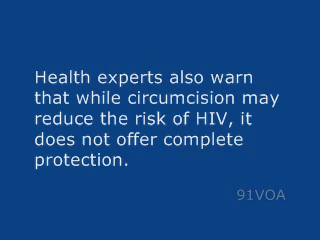 Health experts also warn
that while circumcision may
reduce the risk of HIV, it
does not offer complete
protection.
91VOA